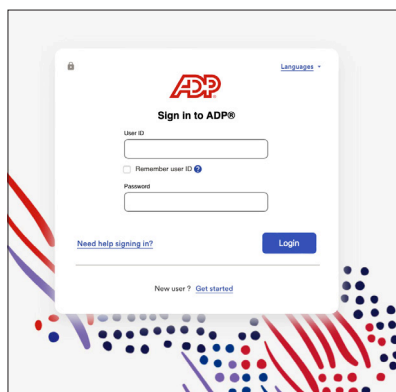 Languages
ADP
Sign in to ADP®
User ID
Remember user ID ?
Password
Need help signing in?
Login
New user ? Get started